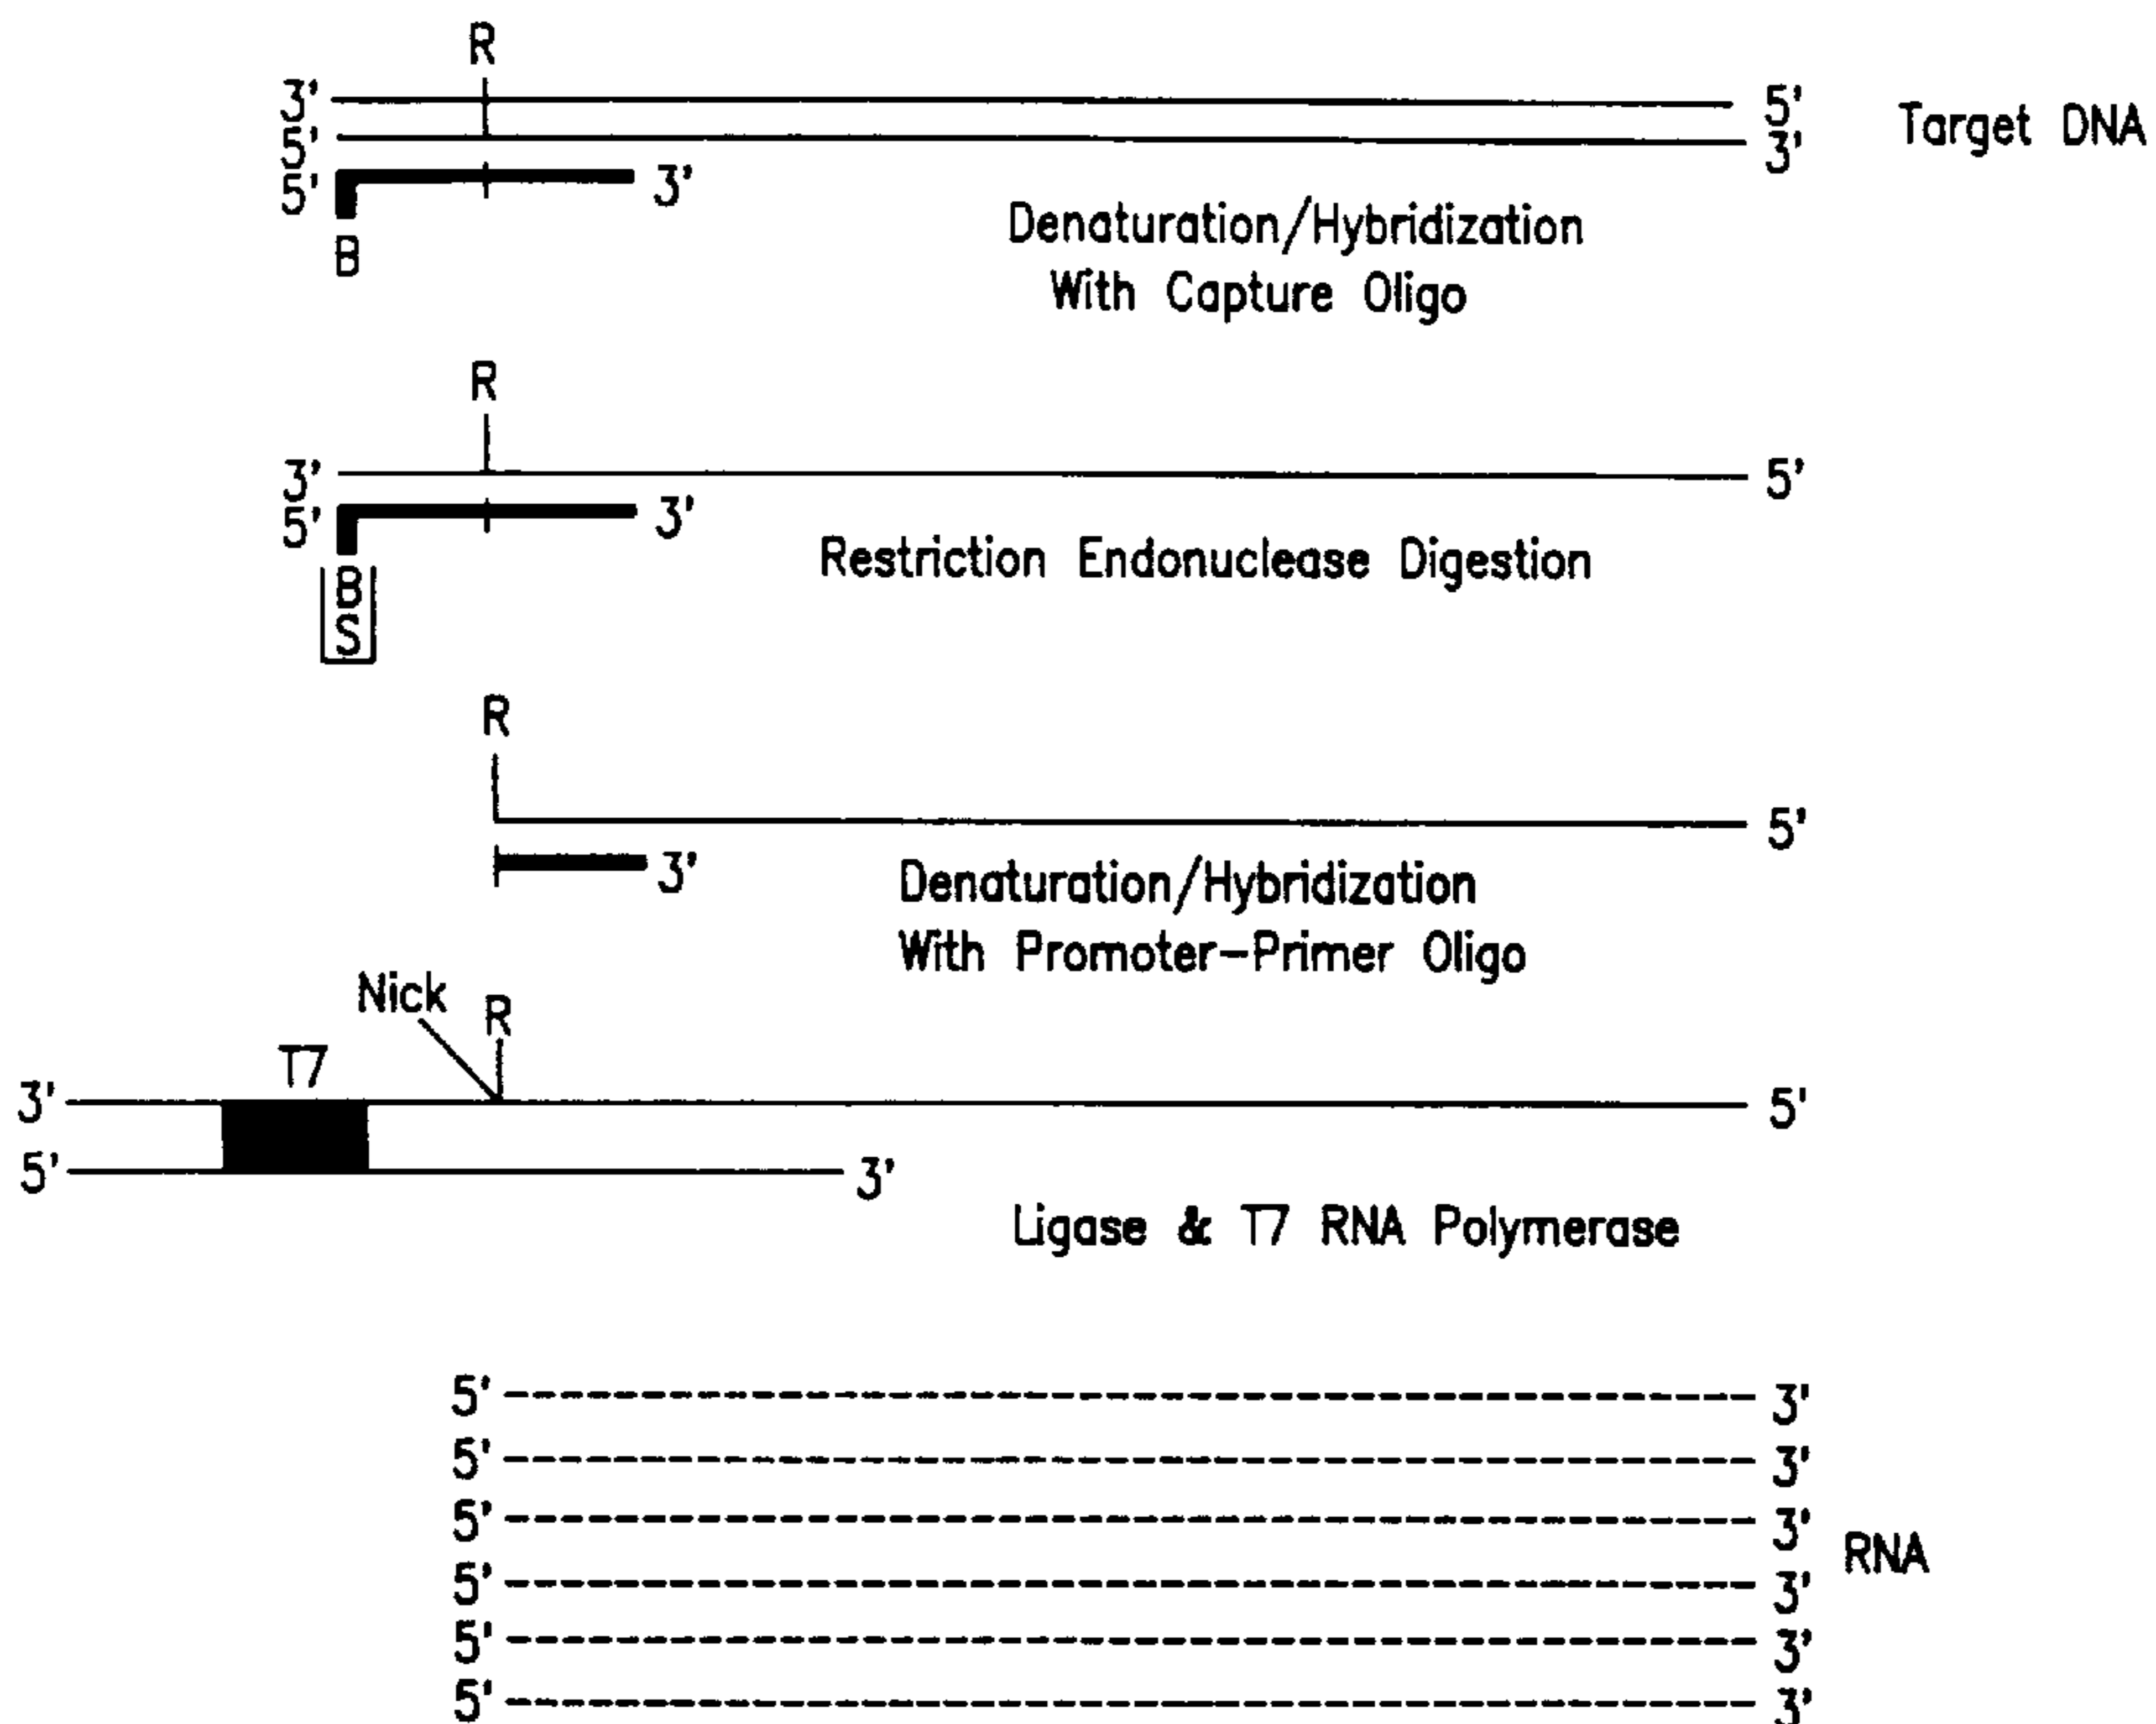 R
3' 5'
Target DNA
5' 3'
5' 3'
B
Denaturation/Hybridization
With Capture Oligo
R
3' 5'
5' 3'
Restriction Endonuclease Digestion
B
S
R
5'
3'
Denaturation/Hybridization
With Promoter-Primer Oligo
Nick
R
T7
3' 5'
5' 3'
Ligase & T7 RNA Polymerase
5' 3'
5' 3'
5' 3'
RNA
5' 3'
5' 3'
5' 3'